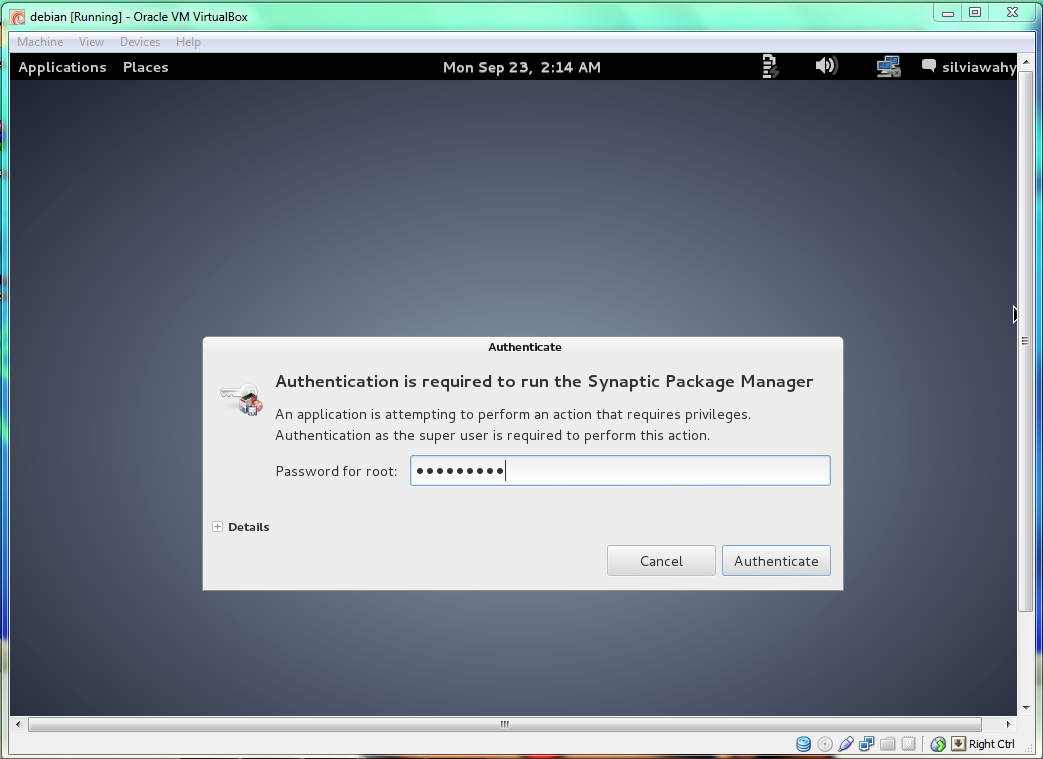 debian [Running] - Oracle VM VirtualBox
Machine View Devices Help
Applications Places Mon Sep 23, 2:14 AM silviawahy
Authenticate
Authentication is required to run the Synaptic Package Manager
An application is attempting to perform an action that requires privileges.
Authentication as the super user is required to perform this action.
Password for root: •••••••••
Details
Cancel Authenticate
Right Ctrl